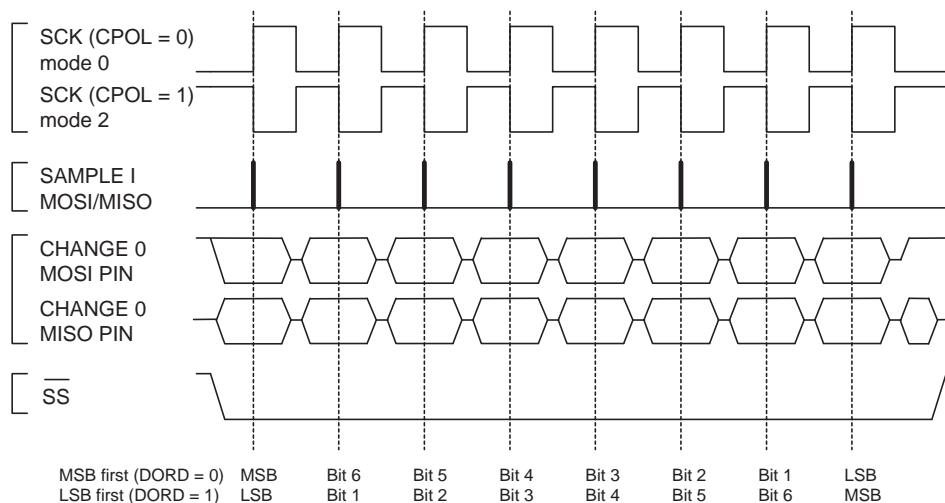 SCK (CPOL = 0)
mode 0
SCK (CPOL = 1)
mode 2
SAMPLE I
MOSI/MISO
CHANGE 0
MOSI PIN
CHANGE 0
MISO PIN
SS
MSB first (DORD = 0) MSB Bit 6 Bit 5 Bit 4 Bit 3 Bit 2 Bit 1 LSB
LSB first (DORD = 1) LSB Bit 1 Bit 2 Bit 3 Bit 4 Bit 5 Bit 6 MSB